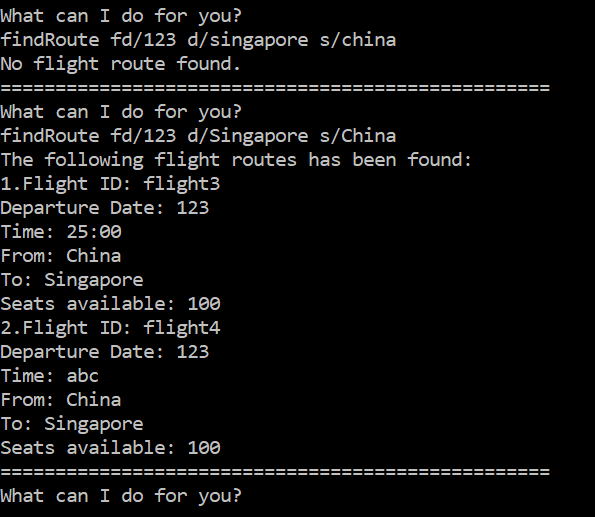 What can I do for you?
findRoute fd/123 d/singapore s/china
No flight route found.
==================================================
What can I do for you?
findRoute fd/123 d/Singapore s/China
The following flight routes has been found:
1.Flight ID: flight3
Departure Date: 123
Time: 25:00
From: China
To: Singapore
Seats available: 100
2.Flight ID: flight4
Departure Date: 123
Time: abc
From: China
To: Singapore
Seats available: 100
==================================================
What can I do for you?